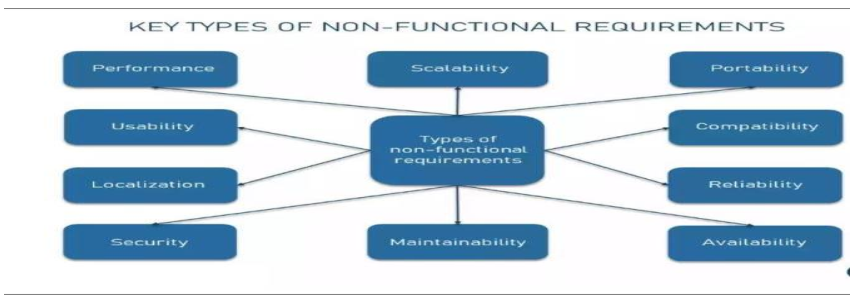 KEY TYPES OF NON-FUNCTIONAL REQUIREMENTS
Performance
Scalability
Portability
Usability
Types of
non-functional
requirements
Compatibility
Localization
Reliability
Security
Maintainability
Availability